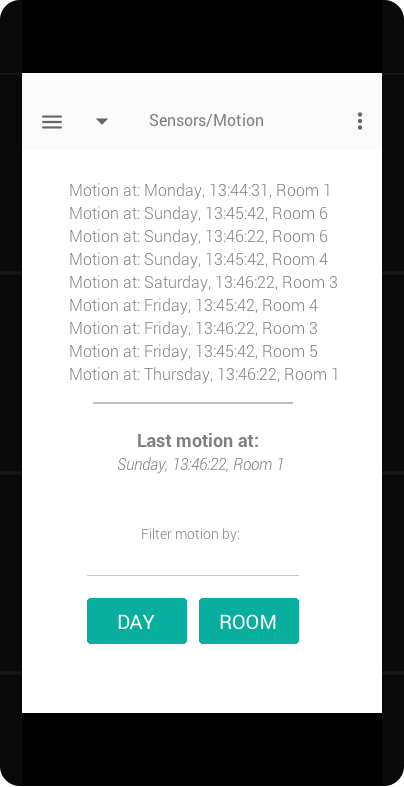 Sensors/Motion
Motion at: Monday, 13:44:31, Room 1
Motion at: Sunday, 13:45:42, Room 6
Motion at: Sunday, 13:46:22, Room 6
Motion at: Sunday, 13:45:42, Room 4
Motion at: Saturday, 13:46:22, Room 3
Motion at: Friday, 13:45:42, Room 4
Motion at: Friday, 13:46:22, Room 3
Motion at: Friday, 13:45:42, Room 5
Motion at: Thursday, 13:46:22, Room 1
Last motion at:
Sunday, 13:46:22, Room 1
Filter motion by:
DAY ROOM